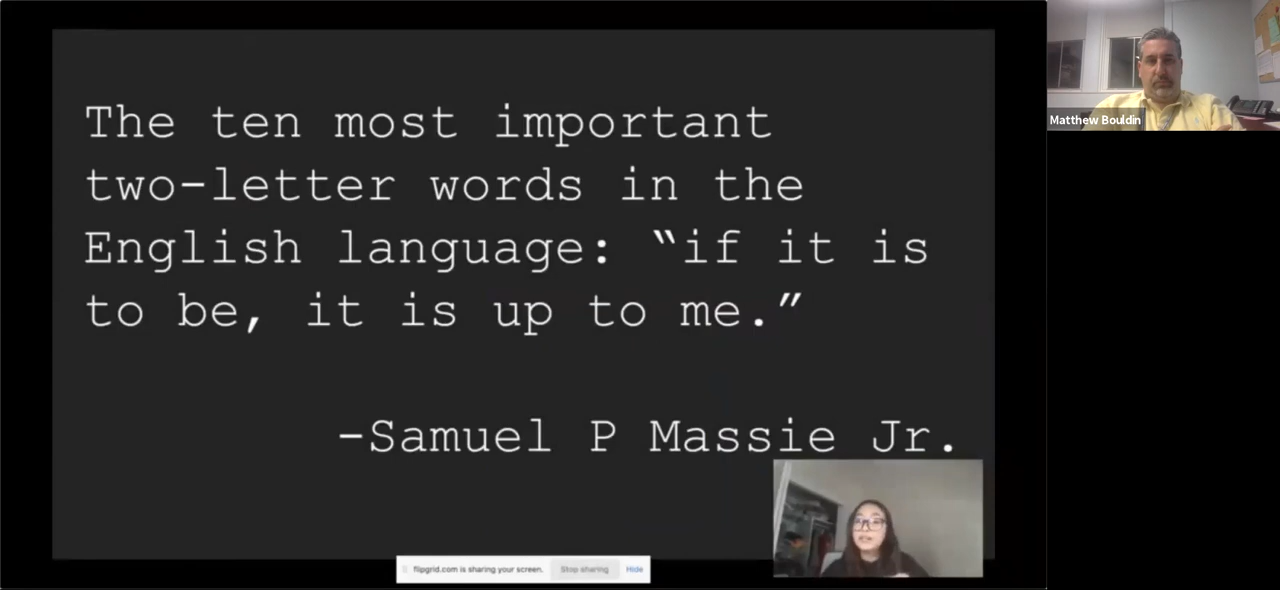 The ten most important
two-letter words in the
English language: “if it is
to be, it is up to me.”
-Samuel P Massie Jr.
flipgrid.com is sharing your screen. Stop sharing Hide
Matthew Bouldin